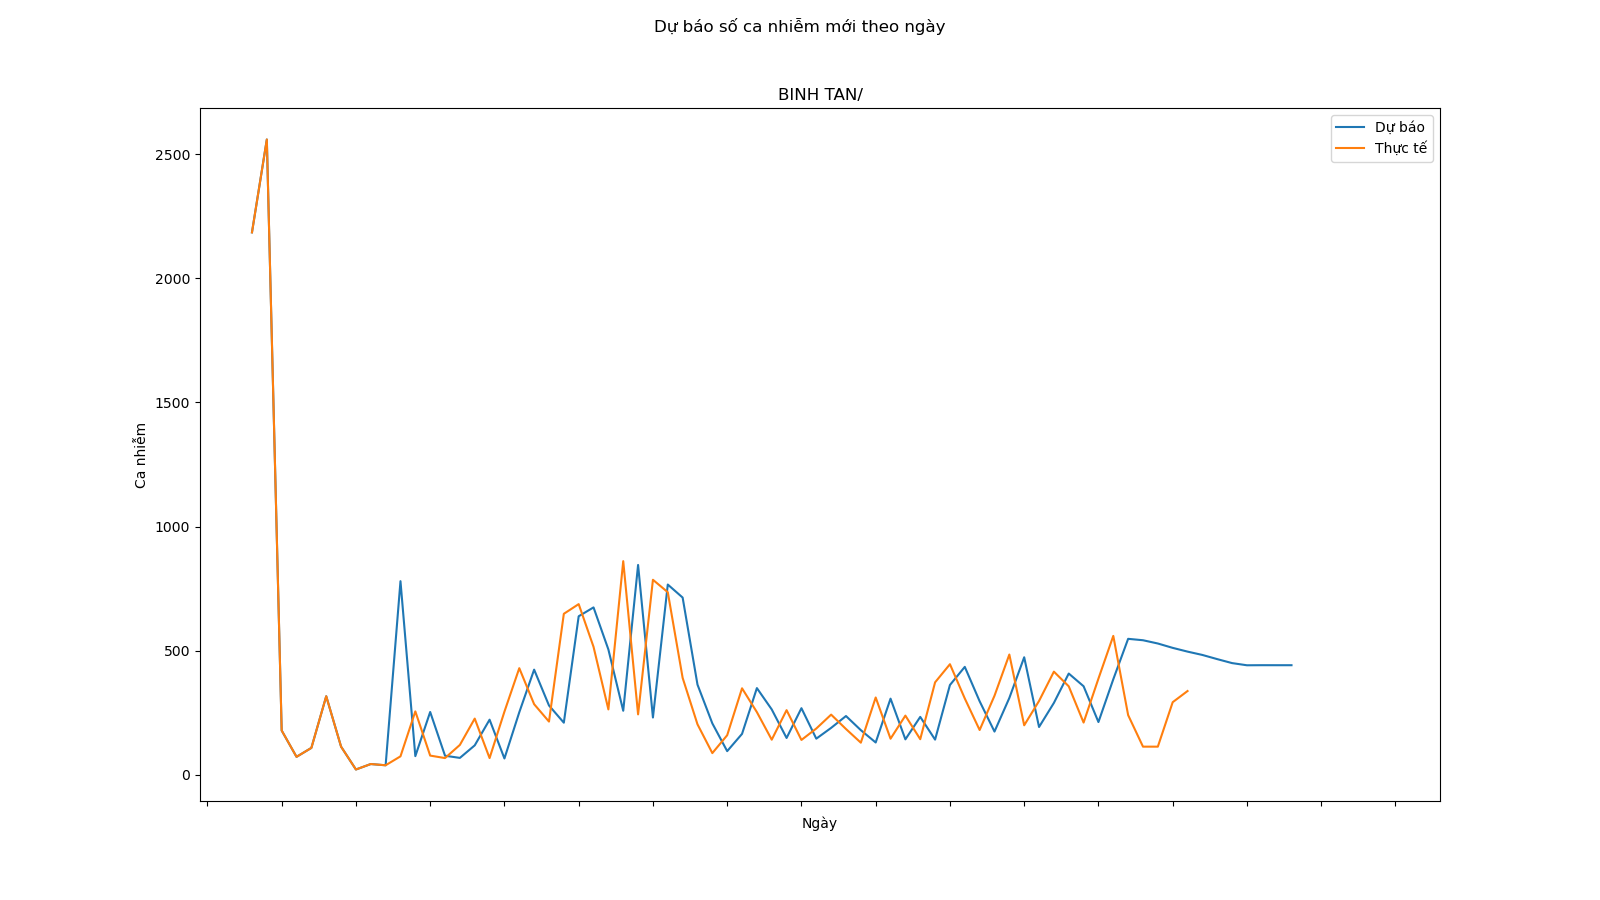 Dự báo số ca nhiễm mới theo ngày
BINH TAN/
Dự báo
Thực tế
2500
2000
1500
1000
500
0
Ca nhiễm
Ngày